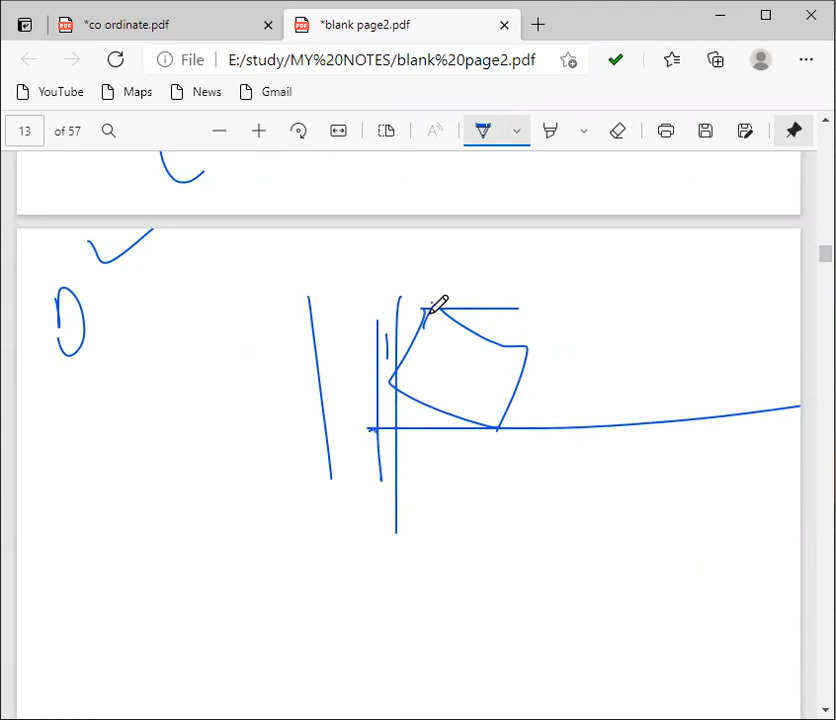 *co ordinate.pdf
*blank page2.pdf
File
E:/study/MY%20NOTES/blank%20page2.pdf
YouTube
Maps
News
Gmail
13 of 57
D